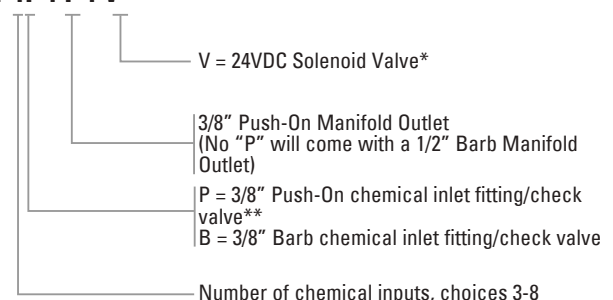 V = 24VDC Solenoid Valve*
3/8” Push-On Manifold Outlet
(No “P” will come with a 1/2” Barb Manifold
Outlet)
P = 3/8” Push-On chemical inlet fitting/check
valve**
B = 3/8” Barb chemical inlet fitting/check valve
Number of chemical inputs, choices 3-8